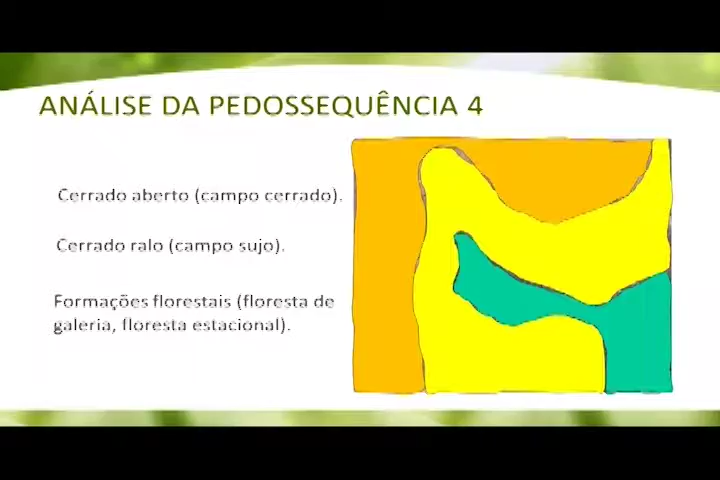 ANÁLISE DA PEDOSSEQUÊNCIA 4
Cerrado aberto (campo cerrado).
Cerrado ralo (campo sujo).
Formações florestais (floresta de
galeria, floresta estacional).